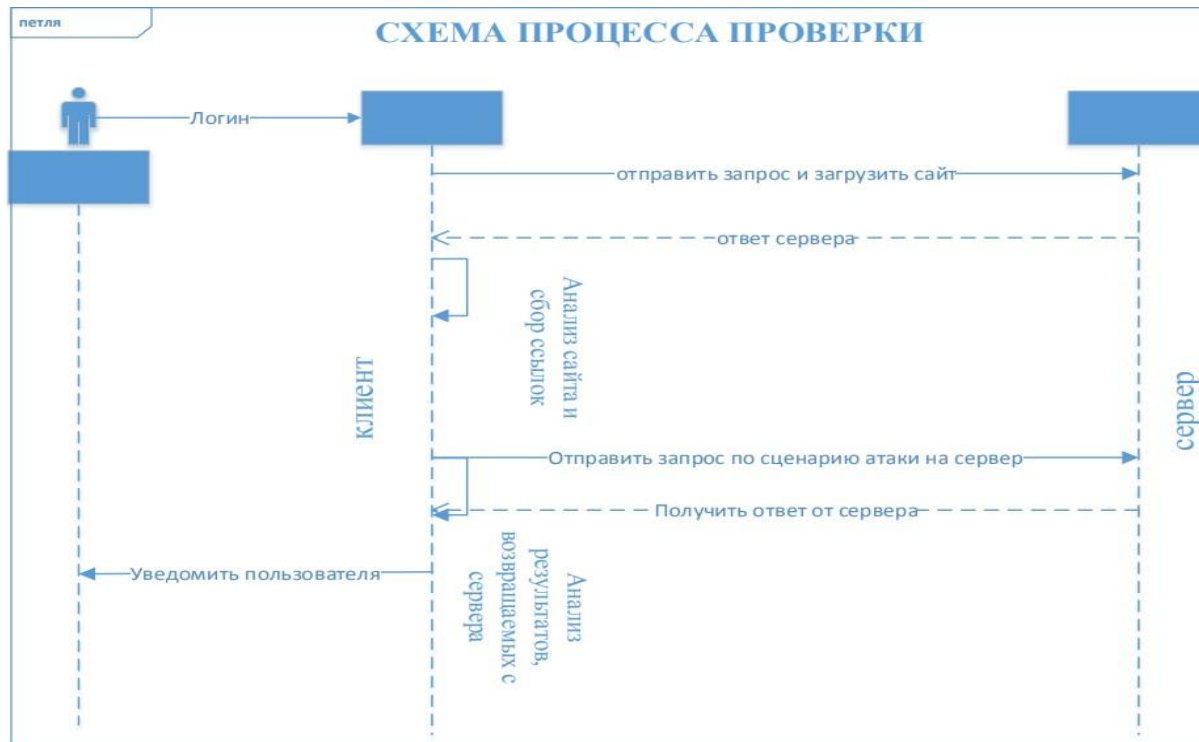 петля
СХЕМА ПРОЦЕССА ПРОВЕРКИ
Логин
отправить запрос и загрузить сайт
ответ сервера
Анализ сайта и
сбор ссылок
клиент
сервер
Отправить запрос по сценарию атаки на сервер
Получить ответ от сервера
Уведомить пользователя
Анализ
результатов,
возвращаемых с
сервера